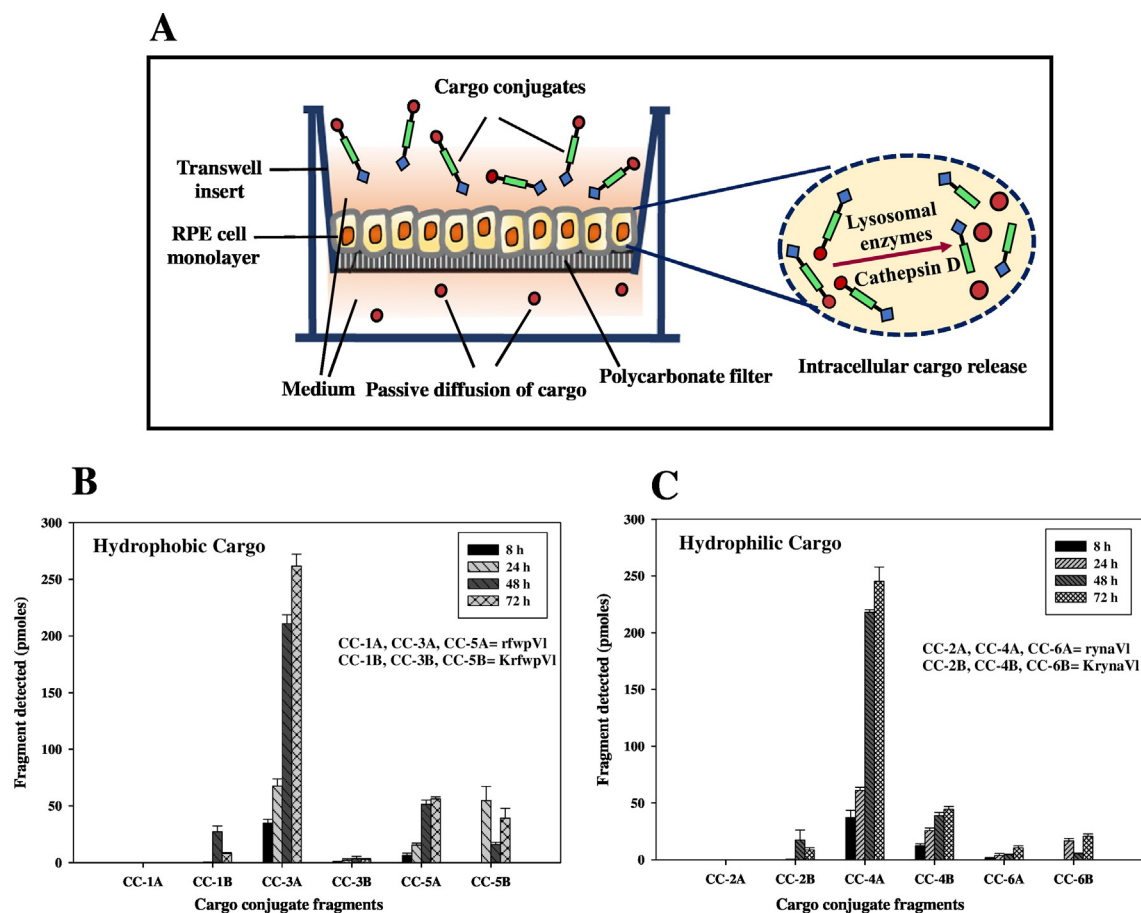 A
Cargo conjugates
Transwell
insert
RPE cell
monolayer
Lysosomal
enzymes
Cathepsin D
Medium
Passive diffusion of cargo
Polycarbonate filter
Intracellular cargo release
B
300
250
200
150
100
50
0
Fragment detected (pmoles)
Hydrophobic Cargo
8 h
24 h
48 h
72 h
CC-1A, CC-3A, CC-5A= rfwpVl
CC-1B, CC-3B, CC-5B= KrfwpVl
CC-1A CC-1B CC-3A CC-3B CC-5A CC-5B
Cargo conjugate fragments
C
300
250
200
150
100
50
0
Fragment detected (pmoles)
Hydrophilic Cargo
8 h
24 h
48 h
72 h
CC-2A, CC-4A, CC-6A= rynaVl
CC-2B, CC-4B, CC-6B= KrynaVl
CC-2A CC-2B CC-4A CC-4B CC-6A CC-6B
Cargo conjugate fragments